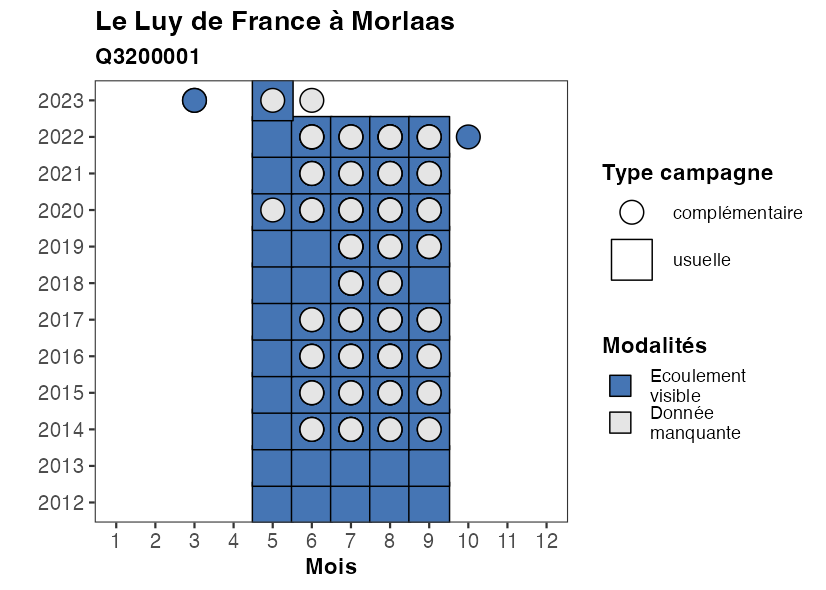 Le Luy de France à Morlaas
Q3200001
2023
2022
2021
2020
2019
2018
2017
2016
2015
2014
2013
2012
1 2 3 4 5 6 7 8 9 10 11 12
Mois
Type campagne
complémentaire
usuelle
Modalités
Ecoulement
visible
Donnée
manquante